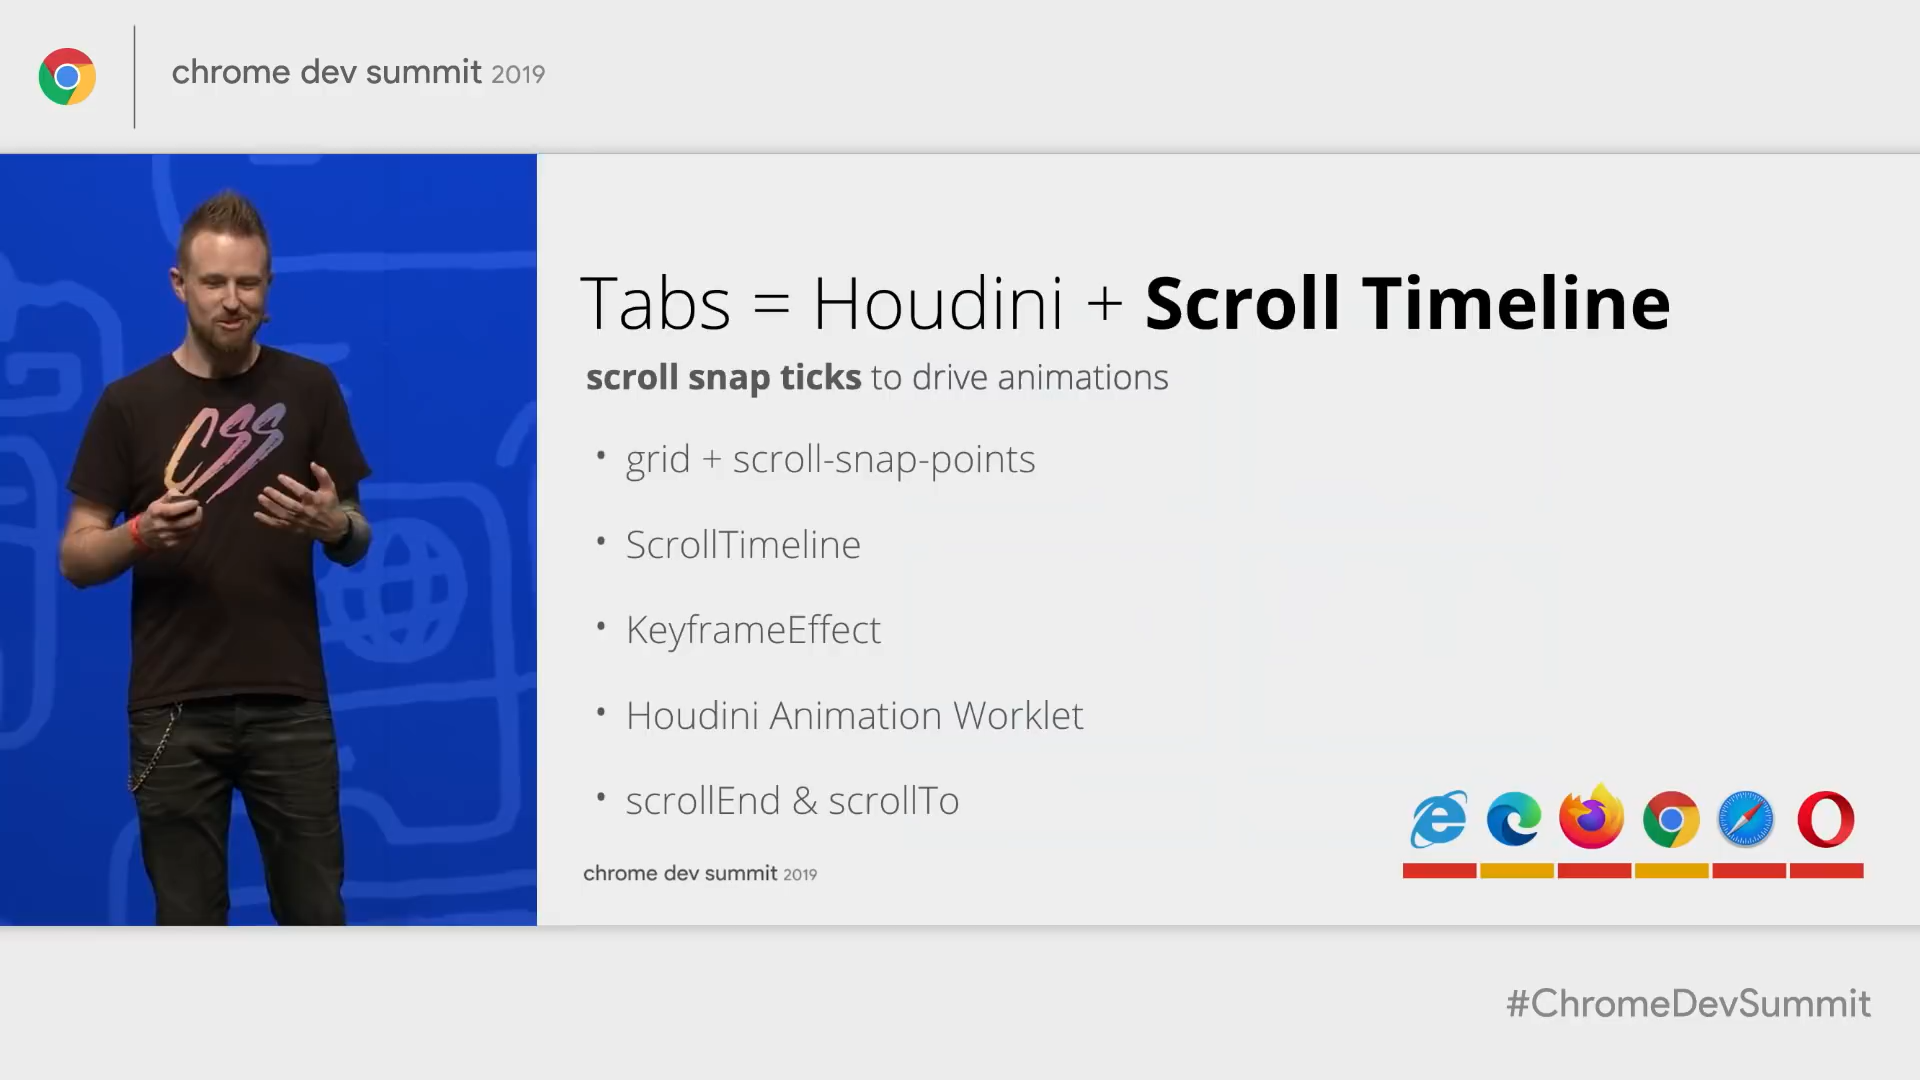 chrome dev summit 2019
CSS
Tabs = Houdini + Scroll Timeline
scroll snap ticks to drive animations
• grid + scroll-snap-points
• ScrollTimeline
• KeyframeEffect
• Houdini Animation Worklet
• scrollEnd & scrollTo
chrome dev summit 2019
#ChromeDevSummit